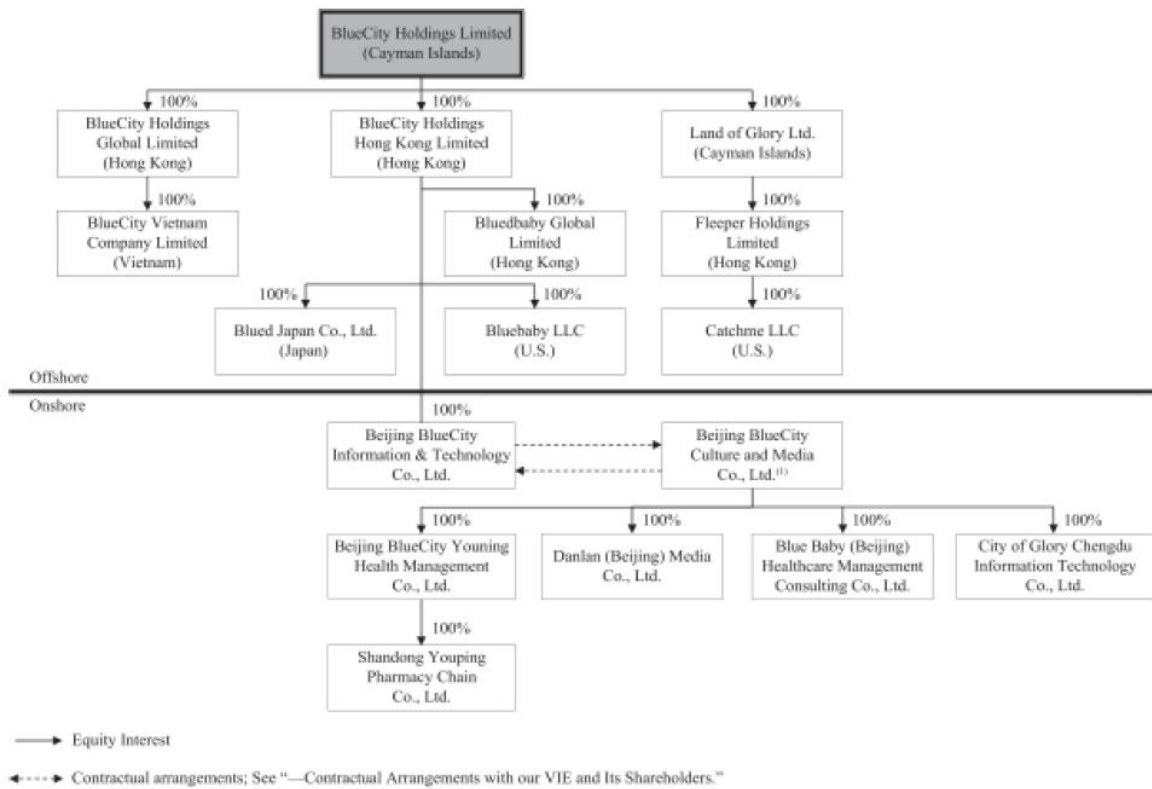 BlueCity Holdings Limited
(Cayman Islands)
100%
100%
100%
BlueCity Holdings
Global Limited
(Hong Kong)
BlueCity Holdings
Hong Kong Limited
(Hong Kong)
Land of Glory Ltd.
(Cayman Islands)
100%
100%
100%
BlueCity Vietnam
Company Limited
(Vietnam)
Bluedbaby Global
Limited
(Hong Kong)
Fleeper Holdings
Limited
(Hong Kong)
100%
100%
100%
Blued Japan Co., Ltd.
(Japan)
Bluebaby LLC
(U.S.)
Catchme LLC
(U.S.)
Offshore
Onshore
100%
Beijing BlueCity
Information & Technology
Co., Ltd.
Beijing BlueCity
Culture and Media
Co., Ltd.(1)
100%
100%
100%
100%
Beijing BlueCity Youning
Health Management
Co., Ltd.
Danlan (Beijing) Media
Co., Ltd.
Blue Baby (Beijing)
Healthcare Management
Consulting Co., Ltd.
City of Glory Chengdu
Information Technology
Co., Ltd.
100%
Shandong Youping
Pharmacy Chain
Co., Ltd.
Equity Interest
Contractual arrangements; See “—Contractual Arrangements with our VIE and Its Shareholders.”